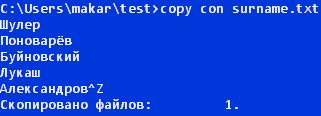 C:\Users\makar\test>copy con surname.txt
Шулер
Поноварёв
Буйновский
Лукаш
Александров^Z
Скопировано файлов: 1.